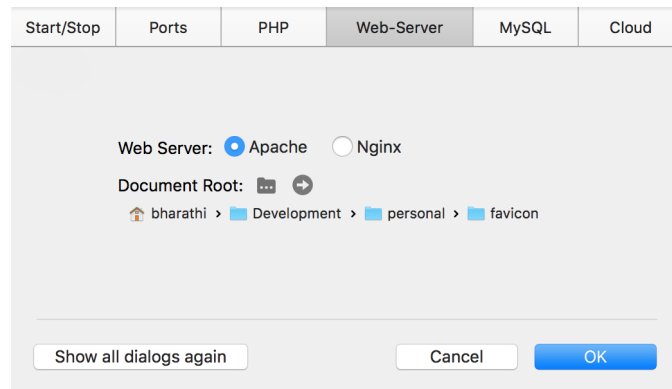 Start/Stop Ports PHP Web-Server MySQL Cloud
Web Server: Apache Nginx
Document Root:
bharathi › Development › personal › favicon
Show all dialogs again Cancel OK